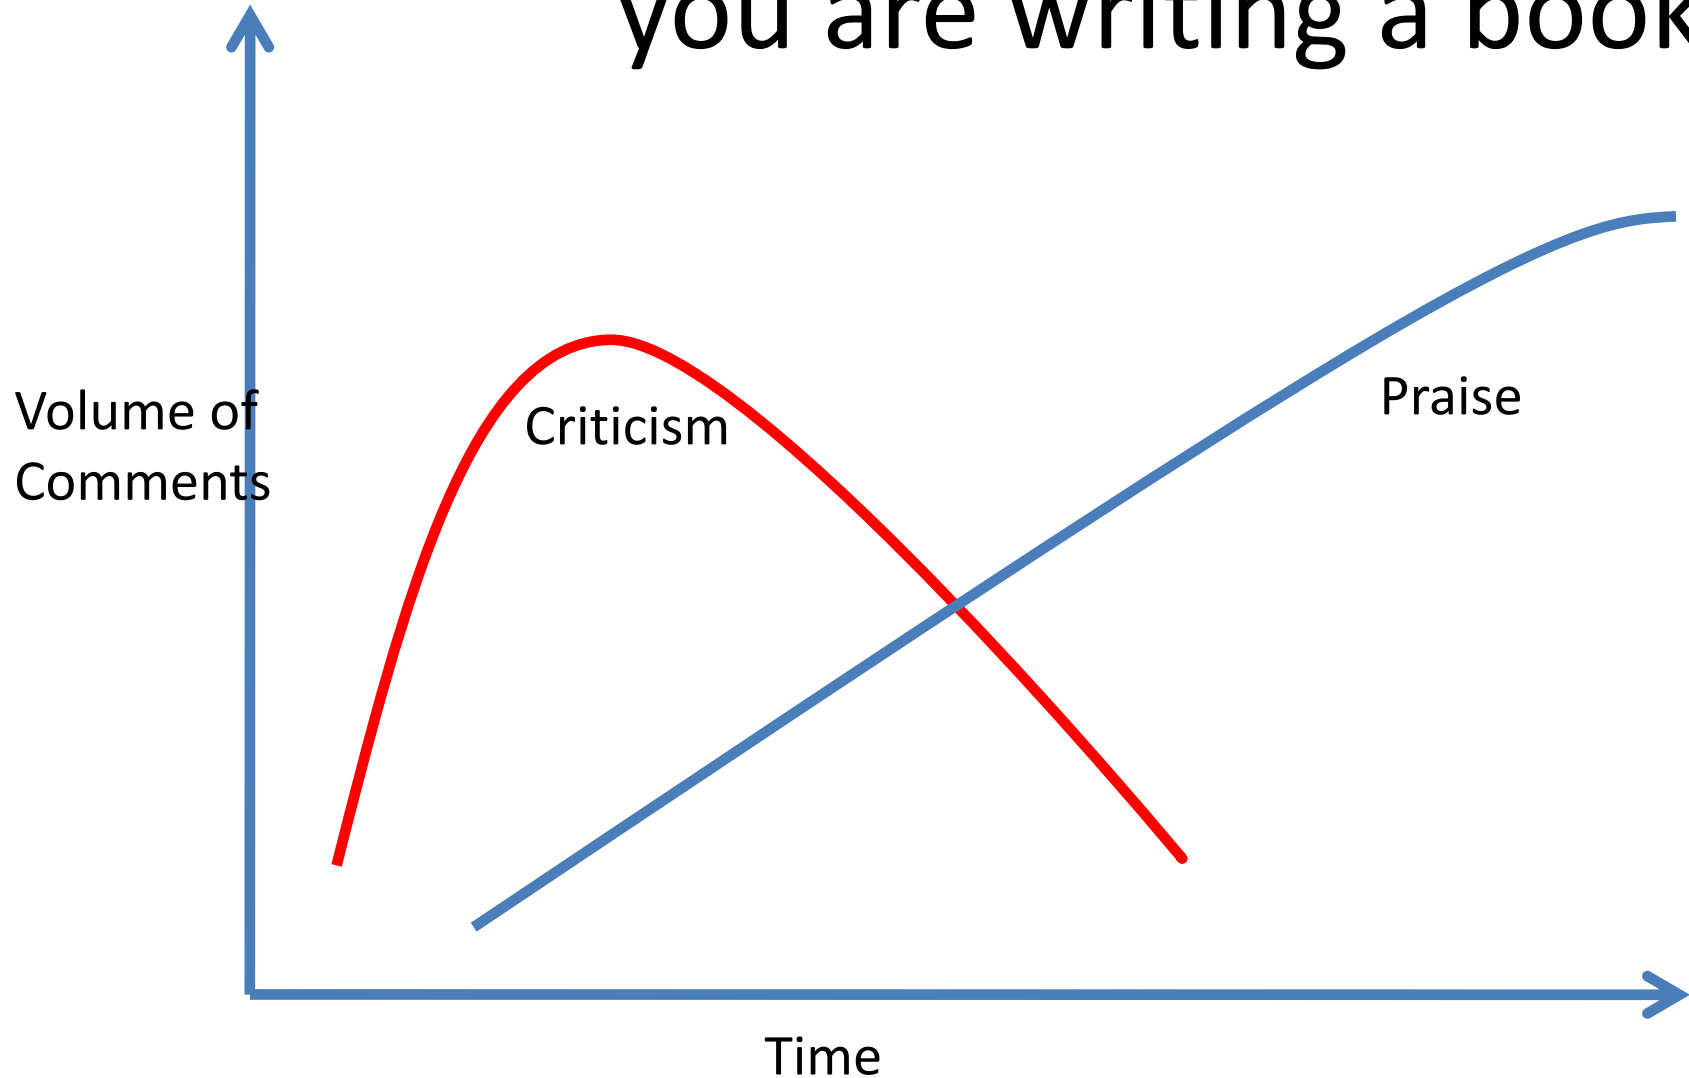 you are writing a book
Volume of
Comments
Criticism
Praise
Time